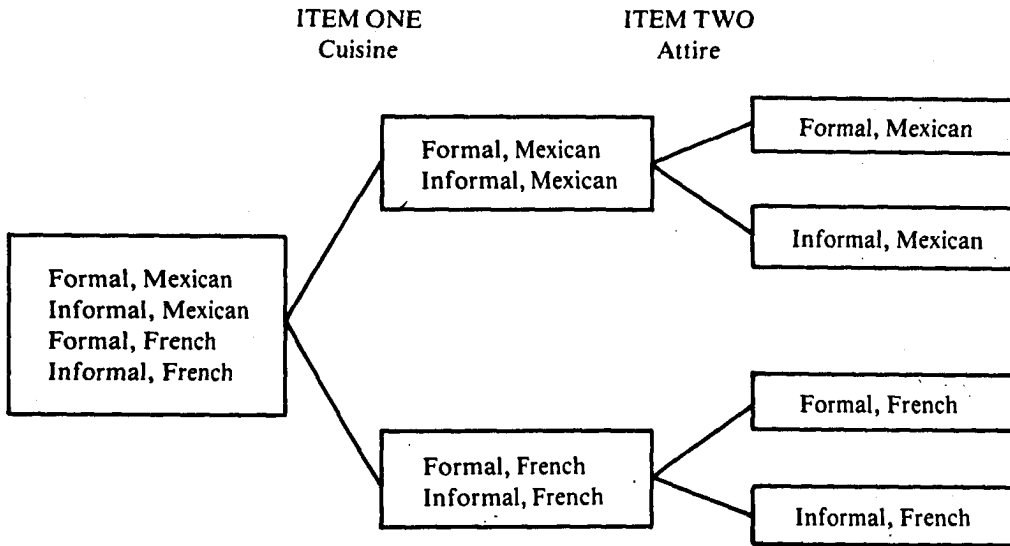 ITEM ONE
Cuisine
ITEM TWO
Attire
Formal, Mexican
Informal, Mexican
Formal, French
Informal, French
Formal, Mexican
Informal, Mexican
Formal, French
Informal, French
Formal, Mexican
Informal, Mexican
Formal, French
Informal, French